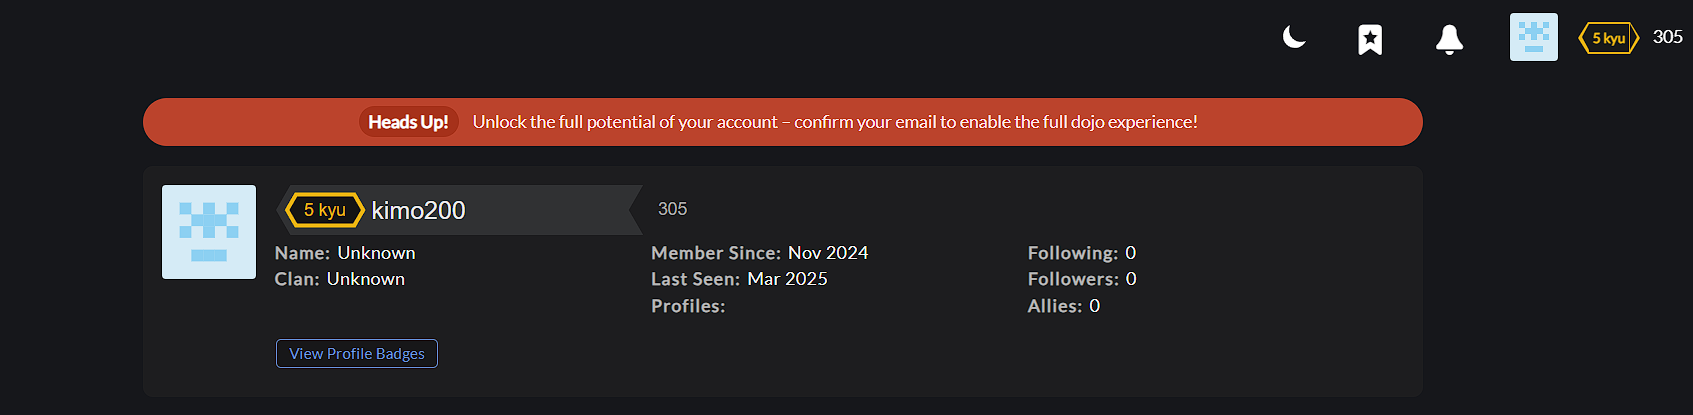 5 kyu 305
Heads Up! Unlock the full potential of your account – confirm your email to enable the full dojo experience!
5 kyu kimo200 305
Name: Unknown Member Since: Nov 2024 Following: 0
Clan: Unknown Last Seen: Mar 2025 Followers: 0
Profiles: Allies: 0
View Profile Badges